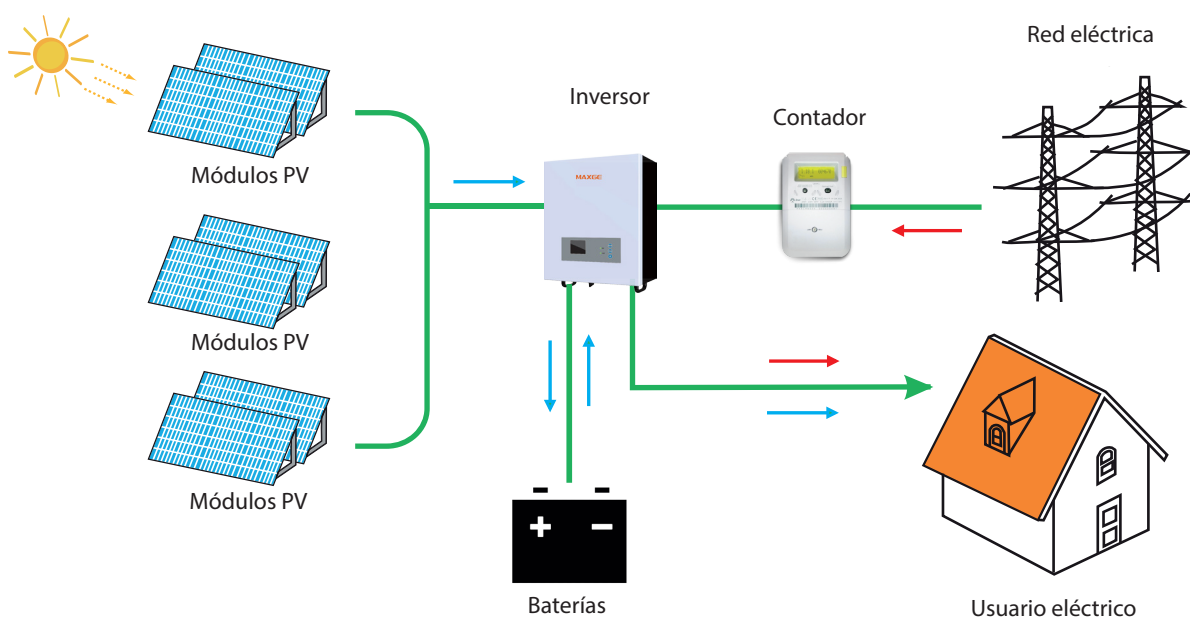 Red eléctrica
Inversor
Contador
Módulos PV
MAXGE
Módulos PV
Módulos PV
+ −
Baterías
Usuario eléctrico